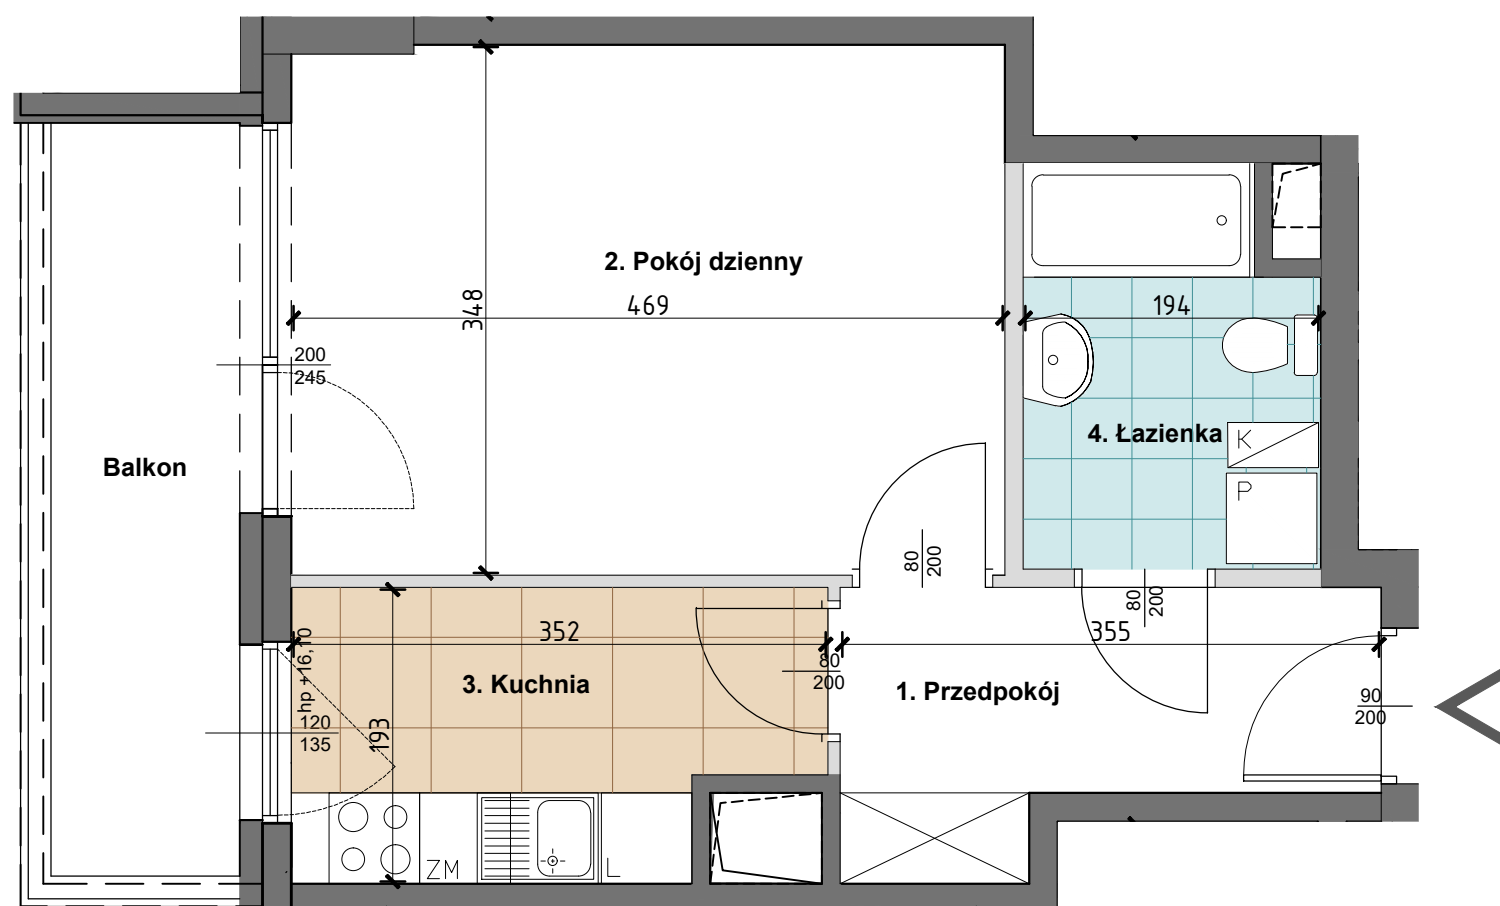 2. Pokój dzienny
469
348
194
200
245
4. Łazienka
K
P
Balkon
80
200
80
200
352
355
hp +16,10
3. Kuchnia
80
200
1. Przedpokój
90
200
120
135
193
ZM
L